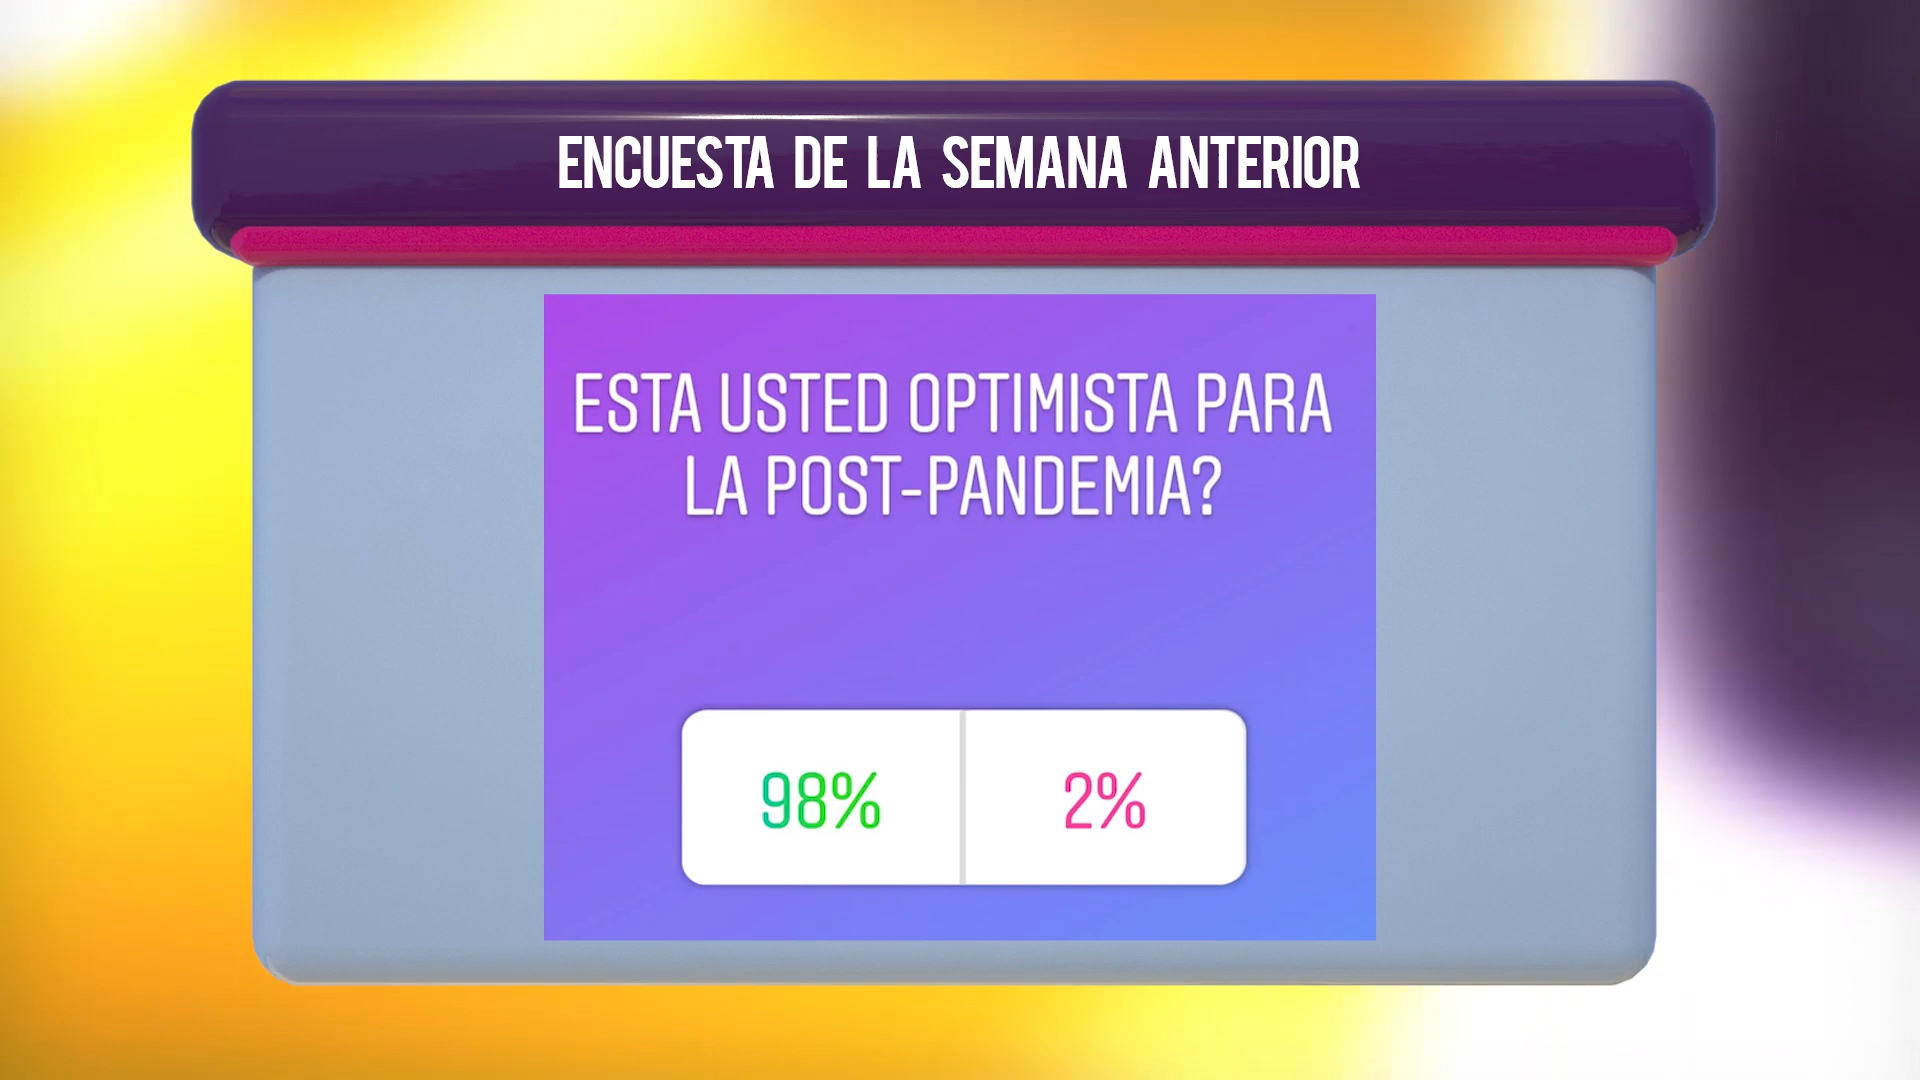 ENCUESTA DE LA SEMANA ANTERIOR
ESTA USTED OPTIMISTA PARA
LA POST-PANDEMIA?
98% 2%